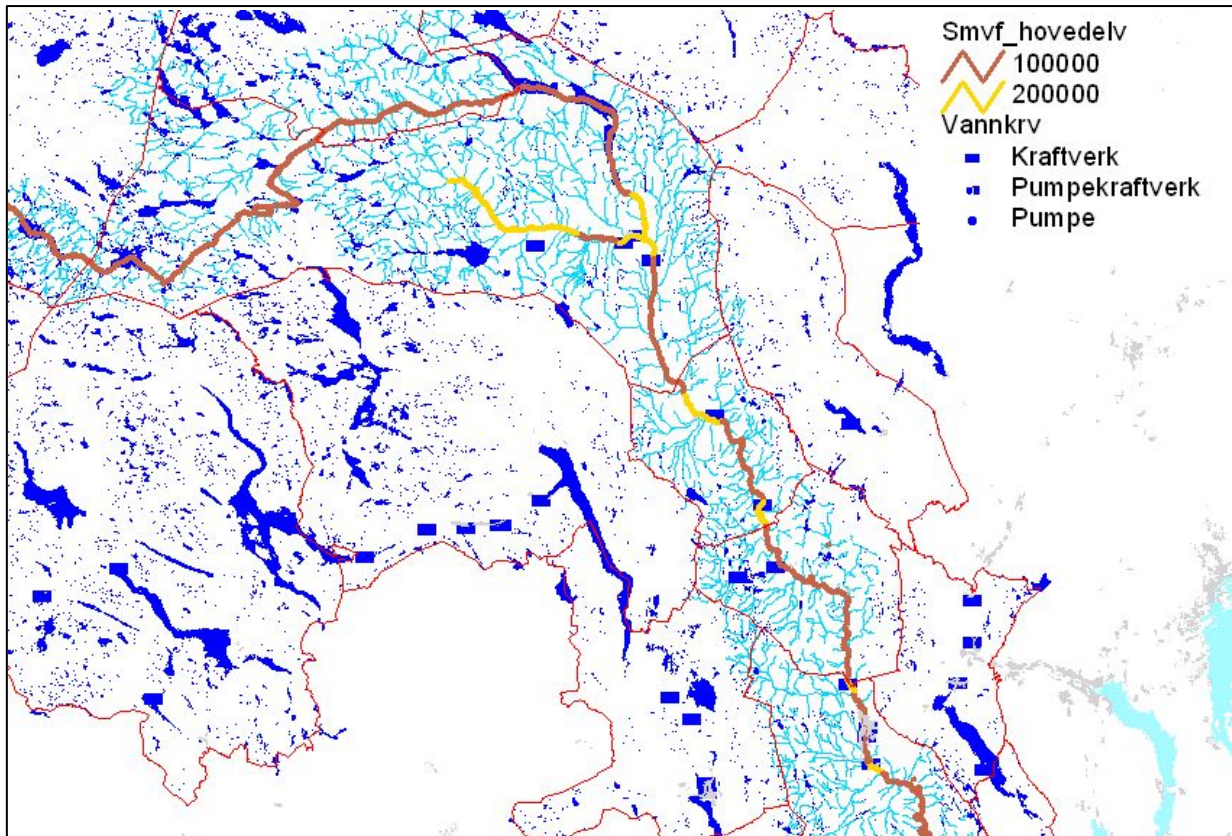 Smvf_hovedelv
100000
200000
Vannkrv
Kraftverk
Pumpekraftverk
Pumpe